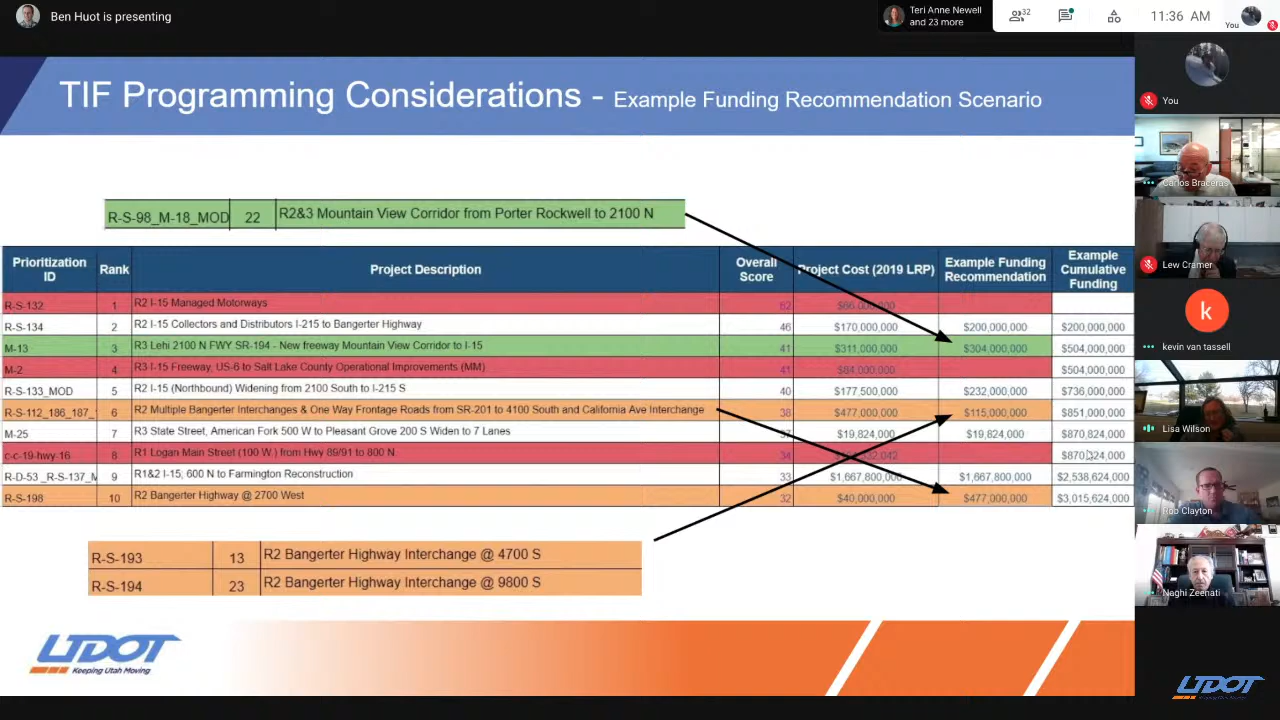 Ben Huot is presenting
Teri Anne Newell
and 23 more
32
11:36 AM
You
TIF Programming Considerations - Example Funding Recommendation Scenario
R-S-98_M-18_MOD 22 R2&3 Mountain View Corridor from Porter Rockwell to 2100 N
Prioritization ID Rank Project Description Overall Score Project Cost (2019 LRP) Example Funding Recommendation Example Cumulative Funding
R-S-132 1 R2 I-15 Managed Motorways 62
R-S-134 2 R2 I-15 Collectors and Distributors I-215 to Bangerter Highway 46 $170,000,000 $200,000,000 $200,000,000
M-13 3 R3 Lehi 2100 N FWY SR-194 - New freeway Mountain View Corridor to I-15 41 $311,000,000 $304,000,000 $504,000,000
M-2 4 R3 I-15 Freeway, US-6 to Salt Lake County Operational Improvements (MM) 41 $84,000,000 $504,000,000
R-S-133_MOD 5 R2 I-15 (Northbound) Widening from 2100 South to I-215 S 40 $177,500,000 $232,000,000 $736,000,000
R-S-112_186_187_ 6 R2 Multiple Bangerter Interchanges & One Way Frontage Roads from SR-201 to 4100 South and California Ave Interchange 38 $477,000,000 $115,000,000 $851,000,000
M-25 7 R3 State Street, American Fork 500 W to Pleasant Grove 200 S Widen to 7 Lanes 37 $19,824,000 $19,824,000 $870,824,000
c-c-19-hwy-16 8 R1 Logan Main Street (100 W.) from Hwy 89/91 to 800 N 34 $870,824,000
R-D-53 _R-S-137_M 9 R1&2 I-15; 600 N to Farmington Reconstruction 33 $1,667,800,000 $1,667,800,000 $2,538,624,000
R-S-198 10 R2 Bangerter Highway @ 2700 West 32 $40,000,000 $477,000,000 $3,015,624,000
R-S-193 13 R2 Bangerter Highway Interchange @ 4700 S
R-S-194 23 R2 Bangerter Highway Interchange @ 9800 S
UDOT
Keeping Utah Moving
You
Carlos Braceras
Lew Cramer
k
kevin van tassell
Lisa Wilson
Rob Clayton
Naghi Zeenati
UDOT